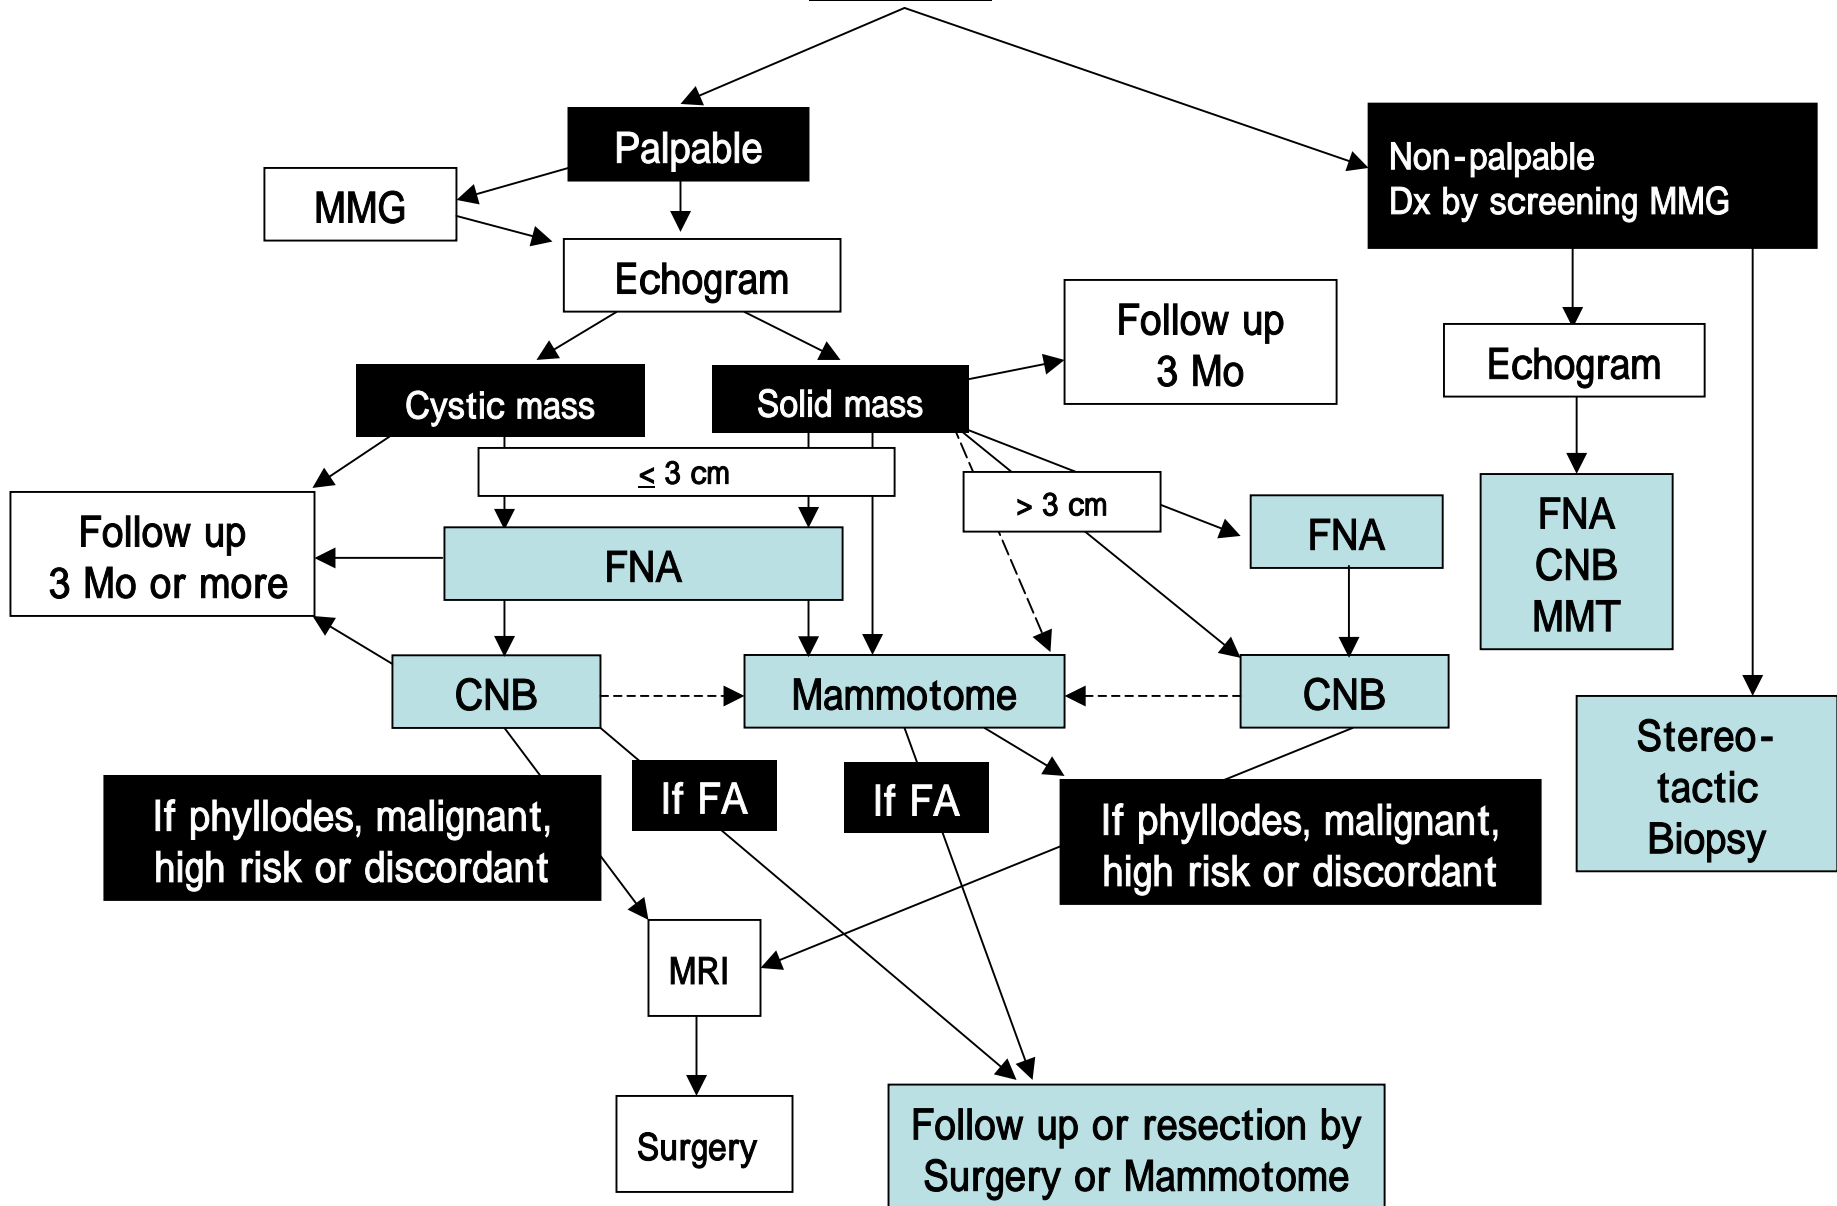 Palpable
Non-palpable
Dx by screening MMG
MMG
Echogram
Follow up
3 Mo
Echogram
Cystic mass
Solid mass
≤ 3 cm
> 3 cm
Follow up
3 Mo or more
FNA
FNA
FNA
CNB
MMT
CNB
Mammotome
CNB
Stereo-
tactic
Biopsy
If phyllodes, malignant,
high risk or discordant
If FA
If FA
If phyllodes, malignant,
high risk or discordant
MRI
Surgery
Follow up or resection by
Surgery or Mammotome